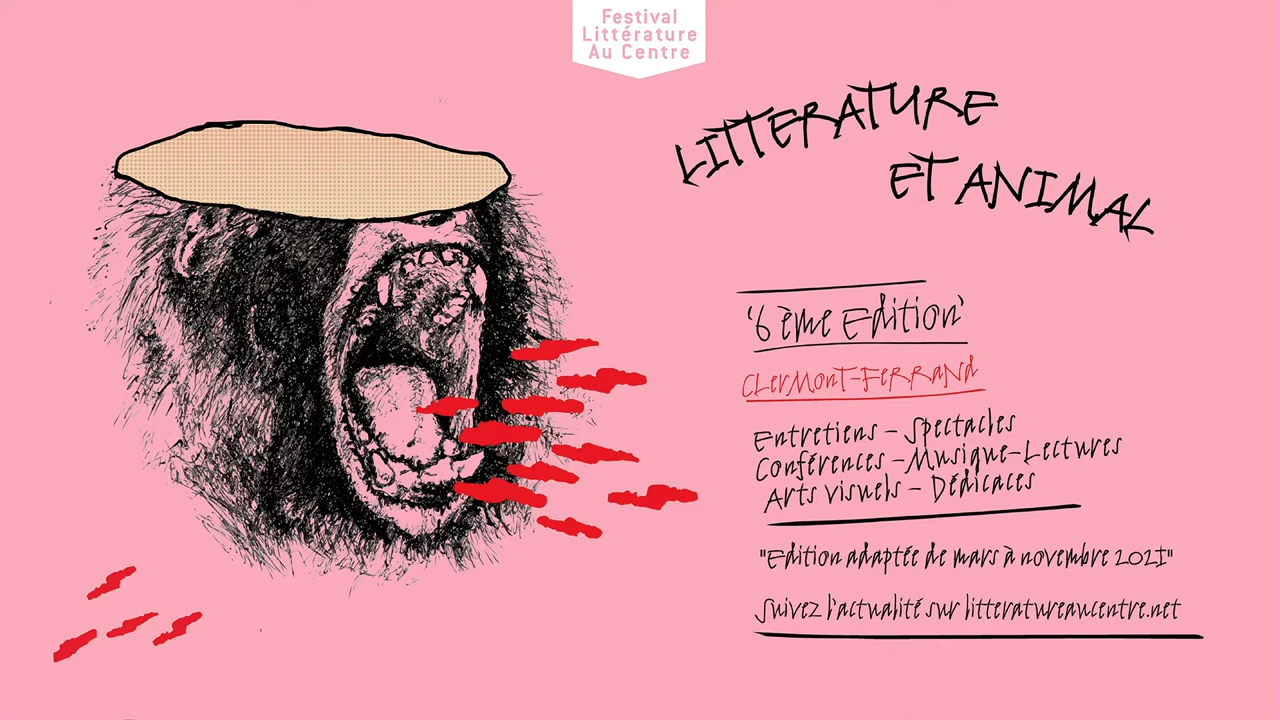 Festival
Littérature
Au Centre
LITTERATURE
ET ANIMAL
'6 ème Edition'
CLerMonT-FeRRaNd
Entretiens – Spectacles
Conférences – Musique – Lectures
Arts visuels – Dédicaces
"Edition adaptée de mars à novembre 2021"
Suivez l'actualité sur litteratureaucentre.net